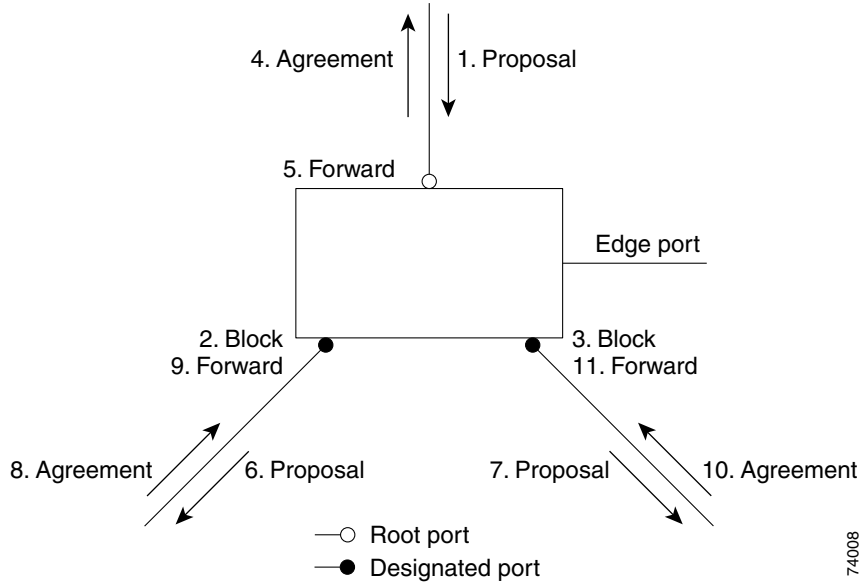 4. Agreement
1. Proposal
5. Forward
Edge port
2. Block
9. Forward
3. Block
11. Forward
8. Agreement
6. Proposal
7. Proposal
10. Agreement
Root port
Designated port
74008